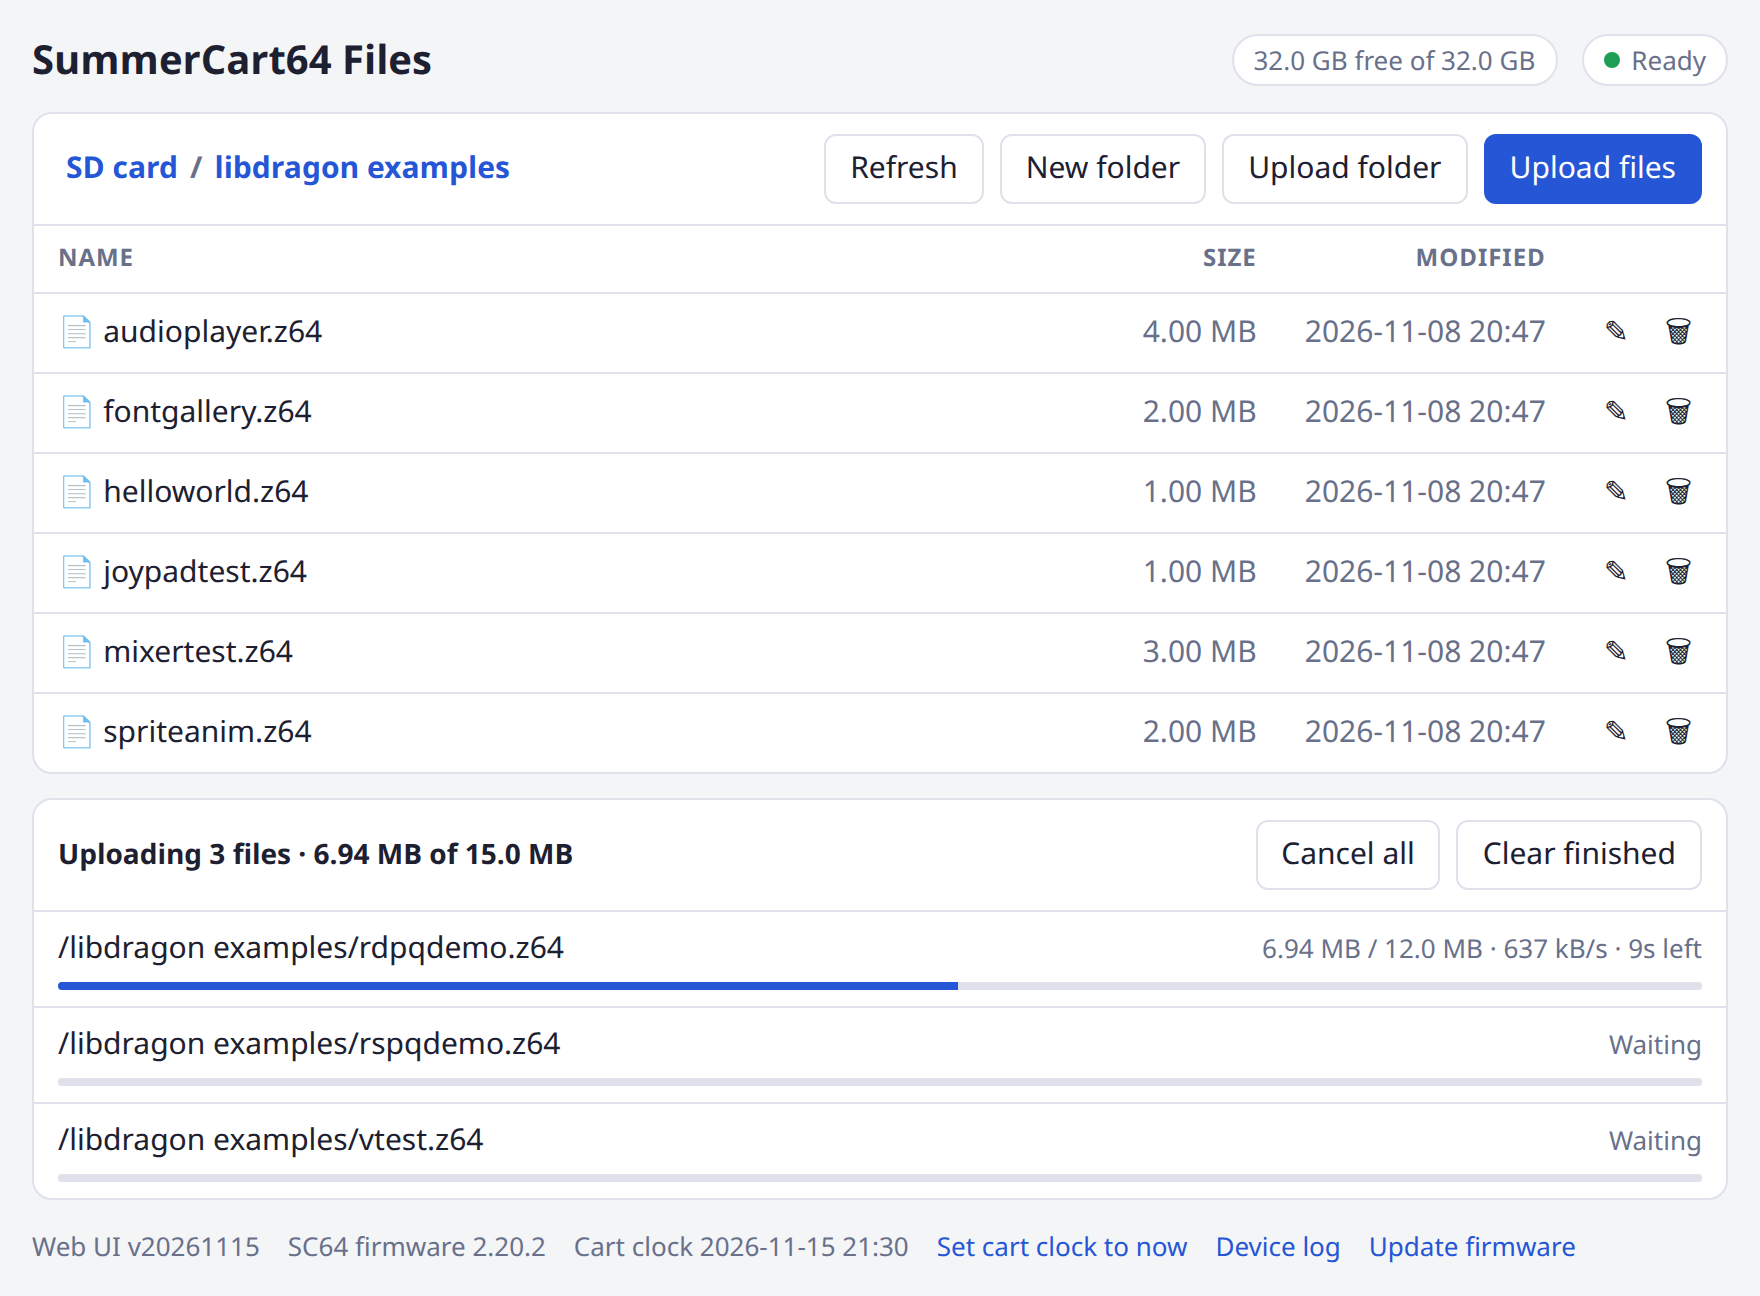 SummerCart64 Files
32.0 GB free of 32.0 GB
Ready
SD card / libdragon examples
Refresh
New folder
Upload folder
Upload files
NAME SIZE MODIFIED
audioplayer.z64 4.00 MB 2026-11-08 20:47
fontgallery.z64 2.00 MB 2026-11-08 20:47
helloworld.z64 1.00 MB 2026-11-08 20:47
joypadtest.z64 1.00 MB 2026-11-08 20:47
mixertest.z64 3.00 MB 2026-11-08 20:47
spriteanim.z64 2.00 MB 2026-11-08 20:47
Uploading 3 files · 6.94 MB of 15.0 MB
Cancel all
Clear finished
/libdragon examples/rdpqdemo.z64 6.94 MB / 12.0 MB · 637 kB/s · 9s left
/libdragon examples/rspqdemo.z64 Waiting
/libdragon examples/vtest.z64 Waiting
Web UI v20261115 SC64 firmware 2.20.2 Cart clock 2026-11-15 21:30 Set cart clock to now Device log Update firmware